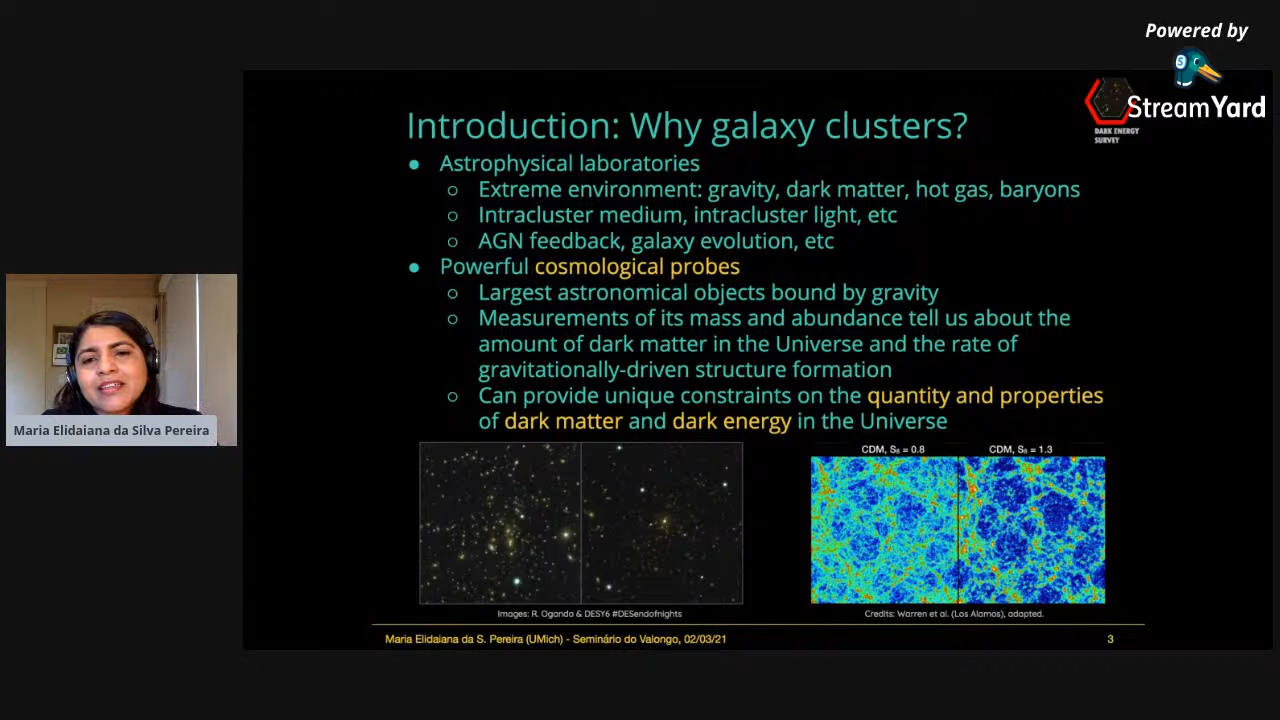 Powered by
StreamYard
DARK ENERGY
SURVEY
Introduction: Why galaxy clusters?
● Astrophysical laboratories
○ Extreme environment: gravity, dark matter, hot gas, baryons
○ Intracluster medium, intracluster light, etc
○ AGN feedback, galaxy evolution, etc
● Powerful cosmological probes
○ Largest astronomical objects bound by gravity
○ Measurements of its mass and abundance tell us about the
amount of dark matter in the Universe and the rate of
gravitationally-driven structure formation
○ Can provide unique constraints on the quantity and properties
of dark matter and dark energy in the Universe
Maria Elidaiana da Silva Pereira
CDM, S₈ = 0.8
CDM, S₈ = 1.3
Images: R. Ogando & DESY6 #DESendofnights
Credits: Warren et al. (Los Alamos), adapted.
Maria Elidaiana da S. Pereira (UMich) - Seminário do Valongo, 02/03/21
3